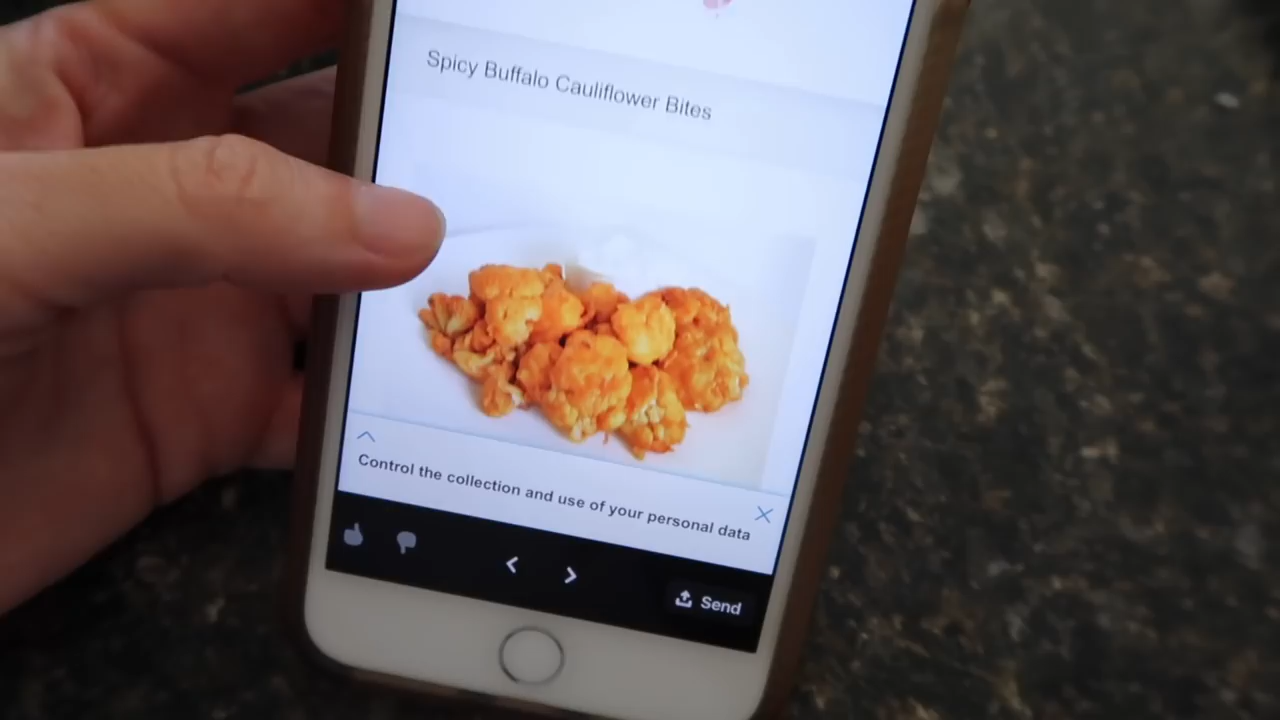 Spicy Buffalo Cauliflower Bites
Control the collection and use of your personal data
Send